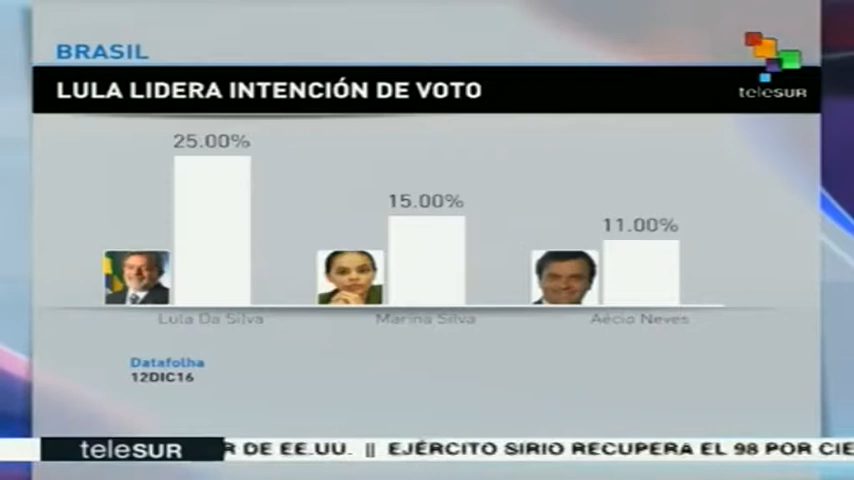 BRASIL
LULA LIDERA INTENCIÓN DE VOTO
teleSUR
25.00%
15.00%
11.00%
Lula Da Silva
Marina Silva
Aécio Neves
Datafolha
12DIC16
teleSUR
R DE EE.UU. || EJÉRCITO SIRIO RECUPERA EL 98 POR CIE